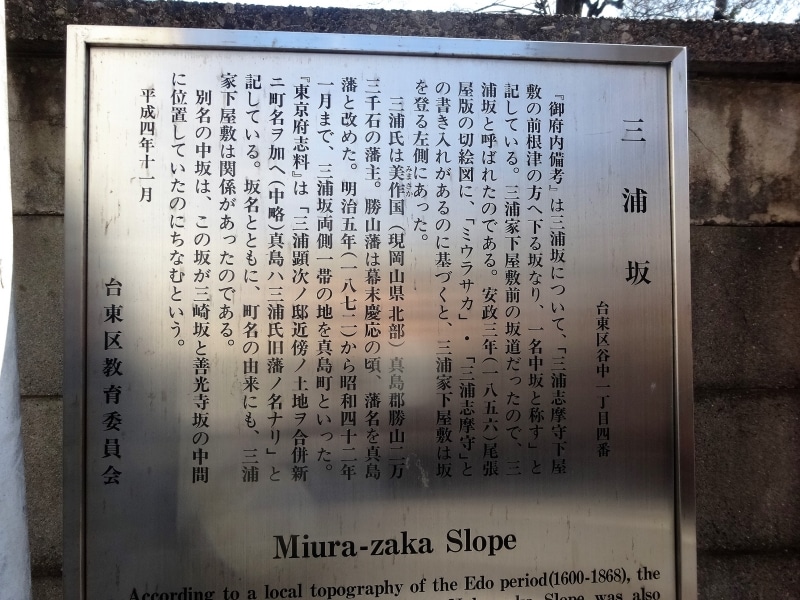 三浦坂
台東区谷中一丁目四番
『御府内備考』は三浦坂について、「三浦志摩守下屋
敷の前根津の方へ下る坂なり、一名中坂と称す」と
記している。三浦家下屋敷前の坂道だったので、三
浦坂と呼ばれたのである。安政三年(一八五六)尾張
屋版の切絵図に、「ミウラサカ」・「三浦志摩守」と
の書き入れがあるのに基づくと、三浦家下屋敷は坂
を登る左側にあった。
三浦氏は美作国(現岡山県北部)真島郡勝山二万
みまさか
三千石の藩主。勝山藩は幕末慶応の頃、藩名を真島
藩と改めた。明治五年(一八七二)から昭和四十二年
一月まで、三浦坂両側一帯の地を真島町といった。
『東京府志料』は「三浦顕次ノ邸近傍ノ土地ヲ合併新
ニ町名ヲ加へ(中略)真島ハ三浦氏旧藩ノ名ナリ」と
記している。坂名とともに、町名の由来にも、三浦
家下屋敷は関係があったのである。
別名の中坂は、この坂が三崎坂と善光寺坂の中間
に位置していたのにちなむという。
平成四年十一月
台東区教育委員会
Miura-zaka Slope
According to a local topography of the Edo period(1600-1868), the
Slope was also